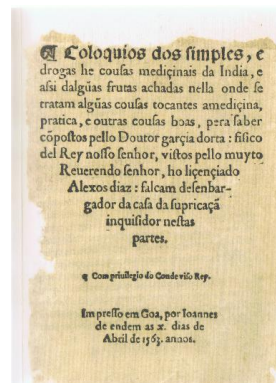 ¶ Coloquios dos ſimples, e
drogas he couſas mediçinais da India, e
aſsi dalgũas frutas achadas nella onde ſe
tratam algũas couſas tocantes amediçina,
pratica, e outras couſas boas, pera ſaber
cõpoſtos pello Doutor garçia dorta : fiſico
del Rey noſſo ſenhor, viſtos pello muyto
Reuerendo ſenhor, ho liçençiado
Alexos diaz : falcam deſenbar-
gador da caſa da ſupricaçã
inquiſidor neſtas
partes.
¶ Com priuilegio do Conde viſo Rey.
Impreſſo em Goa, por Ioannes
de endem as x. dias de
Abril de 1563. annos.